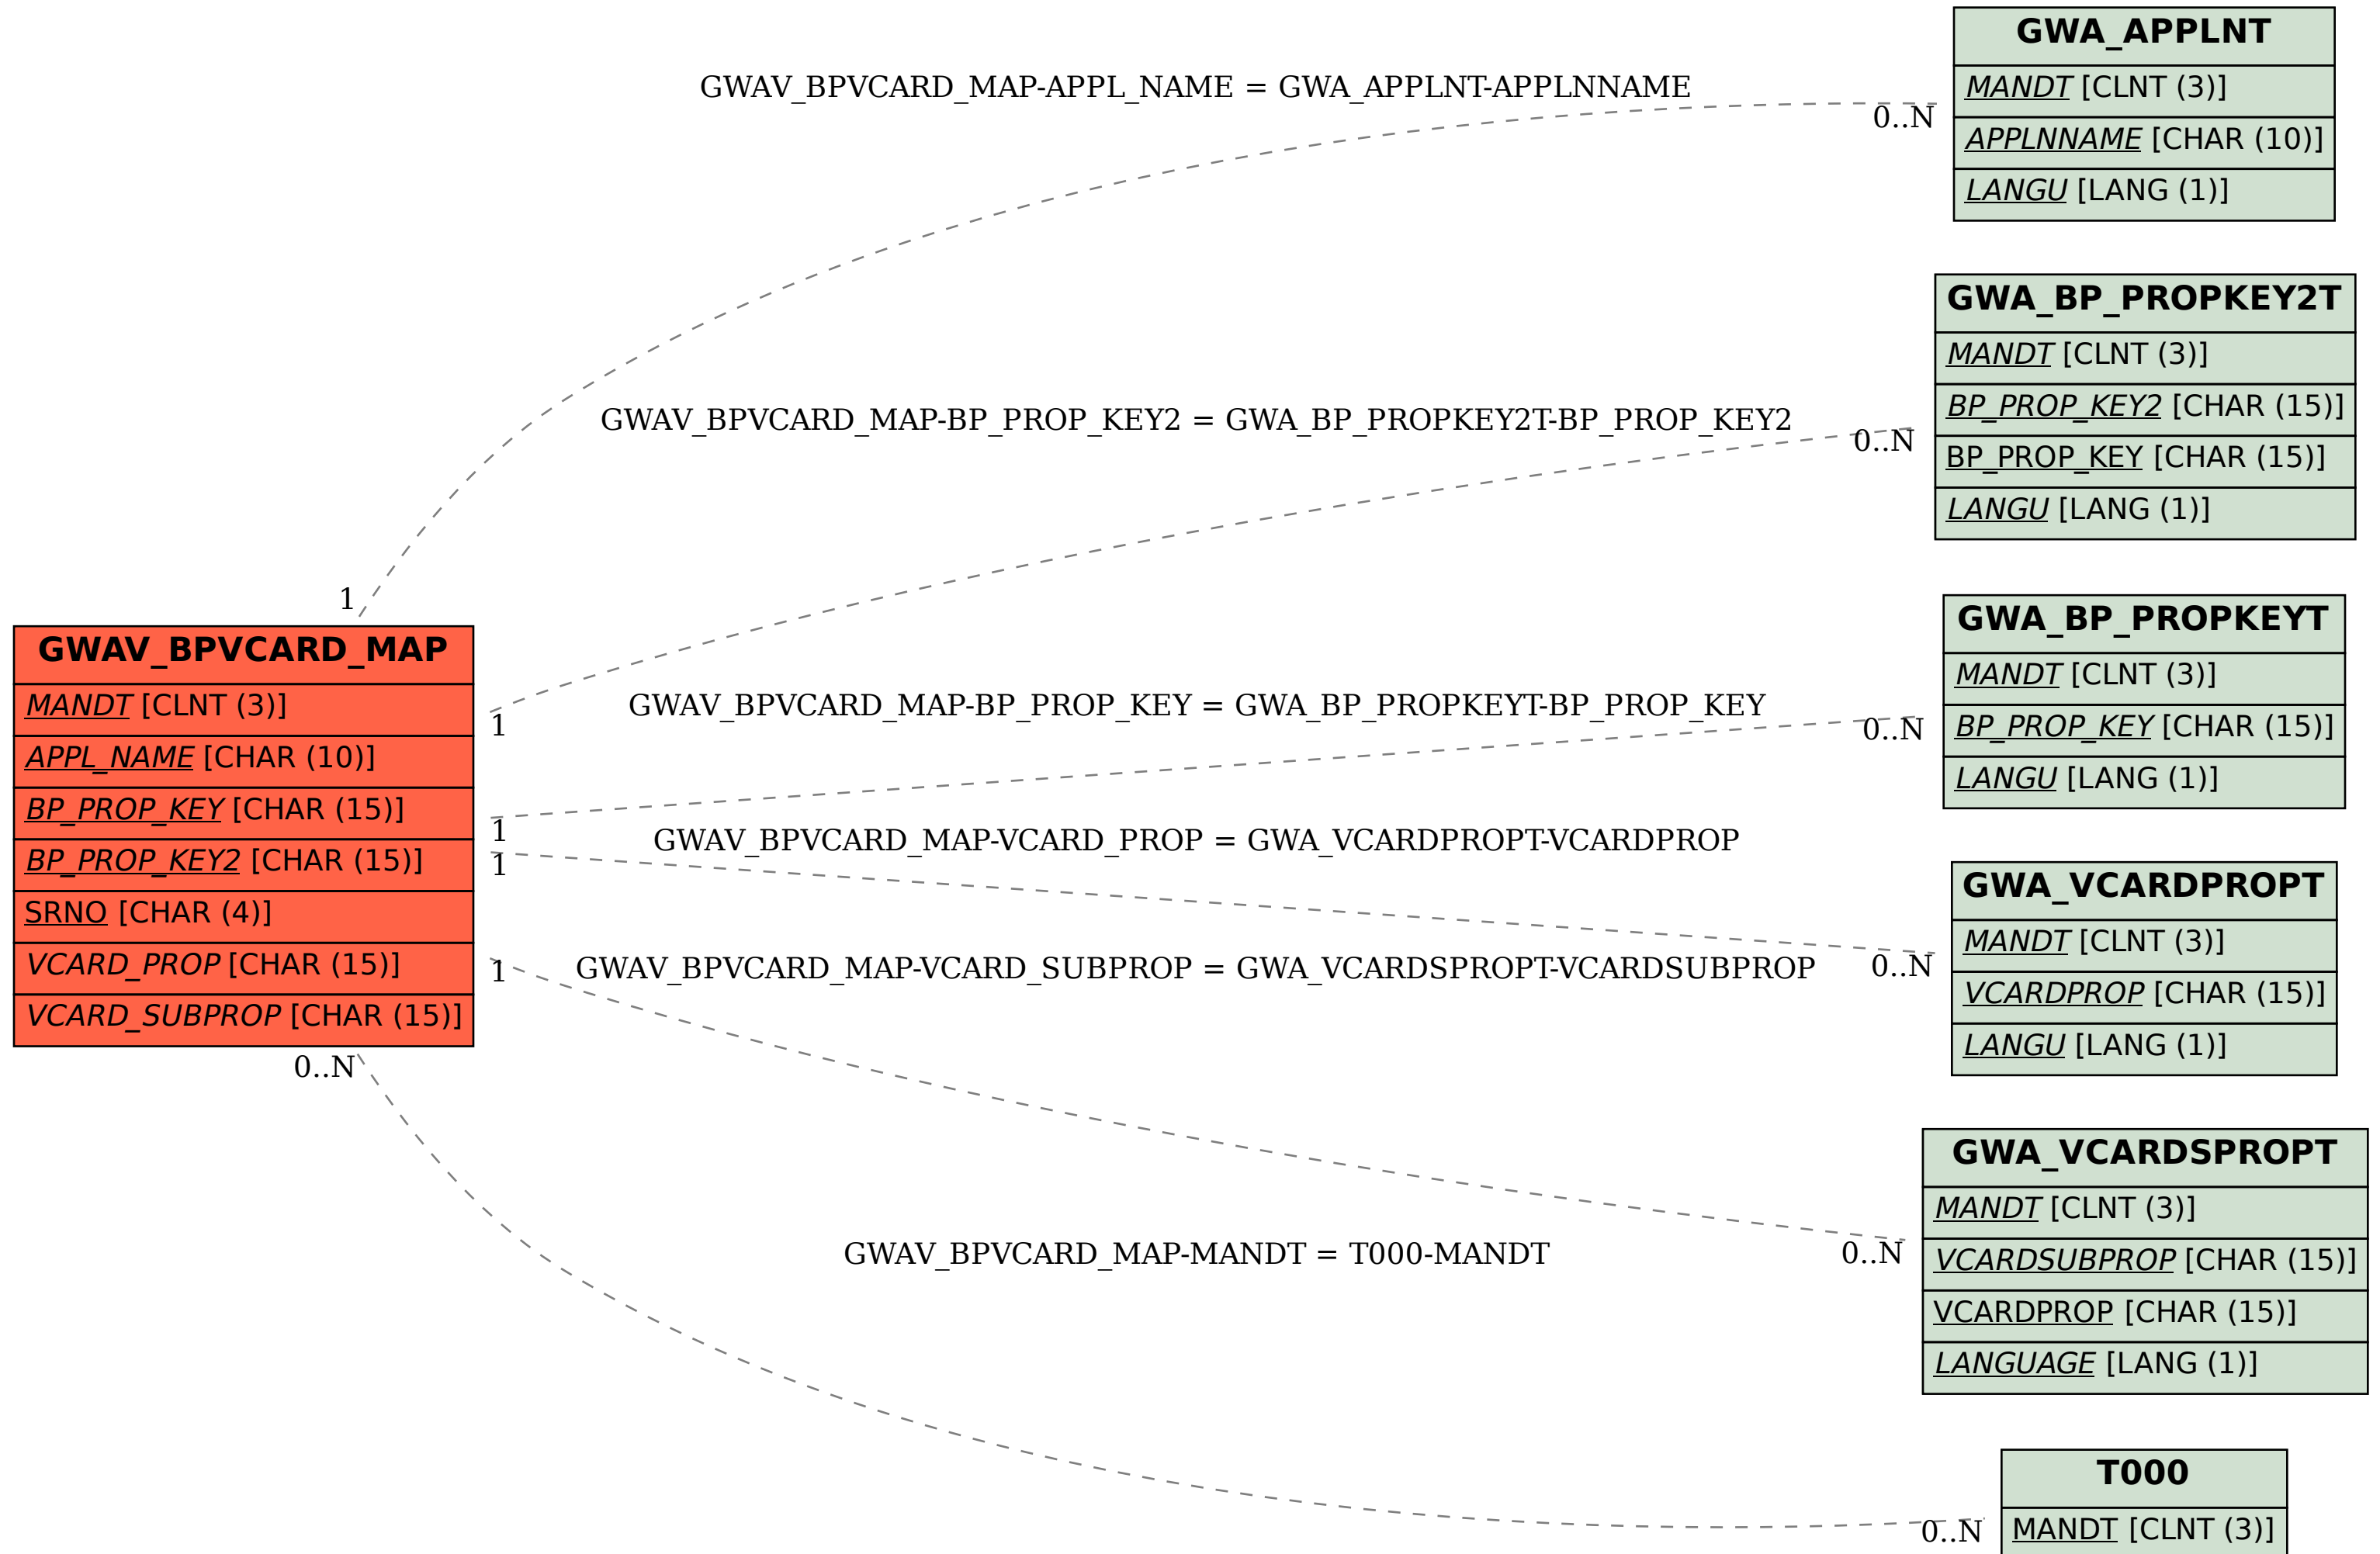 GWA_APPLNT
MANDT [CLNT (3)]
APPLNNAME [CHAR (10)]
LANGU [LANG (1)]
GWAV_BPVCARD_MAP-APPL_NAME = GWA_APPLNT-APPLNNAME
0..N
1
GWA_BP_PROPKEY2T
MANDT [CLNT (3)]
BP_PROP_KEY2 [CHAR (15)]
BP_PROP_KEY [CHAR (15)]
LANGU [LANG (1)]
GWAV_BPVCARD_MAP-BP_PROP_KEY2 = GWA_BP_PROPKEY2T-BP_PROP_KEY2
0..N
1
GWAV_BPVCARD_MAP
MANDT [CLNT (3)]
APPL_NAME [CHAR (10)]
BP_PROP_KEY [CHAR (15)]
BP_PROP_KEY2 [CHAR (15)]
SRNO [CHAR (4)]
VCARD_PROP [CHAR (15)]
VCARD_SUBPROP [CHAR (15)]
GWAV_BPVCARD_MAP-BP_PROP_KEY = GWA_BP_PROPKEYT-BP_PROP_KEY
0..N
1
GWA_BP_PROPKEYT
MANDT [CLNT (3)]
BP_PROP_KEY [CHAR (15)]
LANGU [LANG (1)]
GWAV_BPVCARD_MAP-VCARD_PROP = GWA_VCARDPROPT-VCARDPROP
1
0..N
GWA_VCARDPROPT
MANDT [CLNT (3)]
VCARDPROP [CHAR (15)]
LANGU [LANG (1)]
GWAV_BPVCARD_MAP-VCARD_SUBPROP = GWA_VCARDSPROPT-VCARDSUBPROP
1
0..N
GWA_VCARDSPROPT
MANDT [CLNT (3)]
VCARDSUBPROP [CHAR (15)]
VCARDPROP [CHAR (15)]
LANGUAGE [LANG (1)]
GWAV_BPVCARD_MAP-MANDT = T000-MANDT
0..N
0..N
T000
MANDT [CLNT (3)]